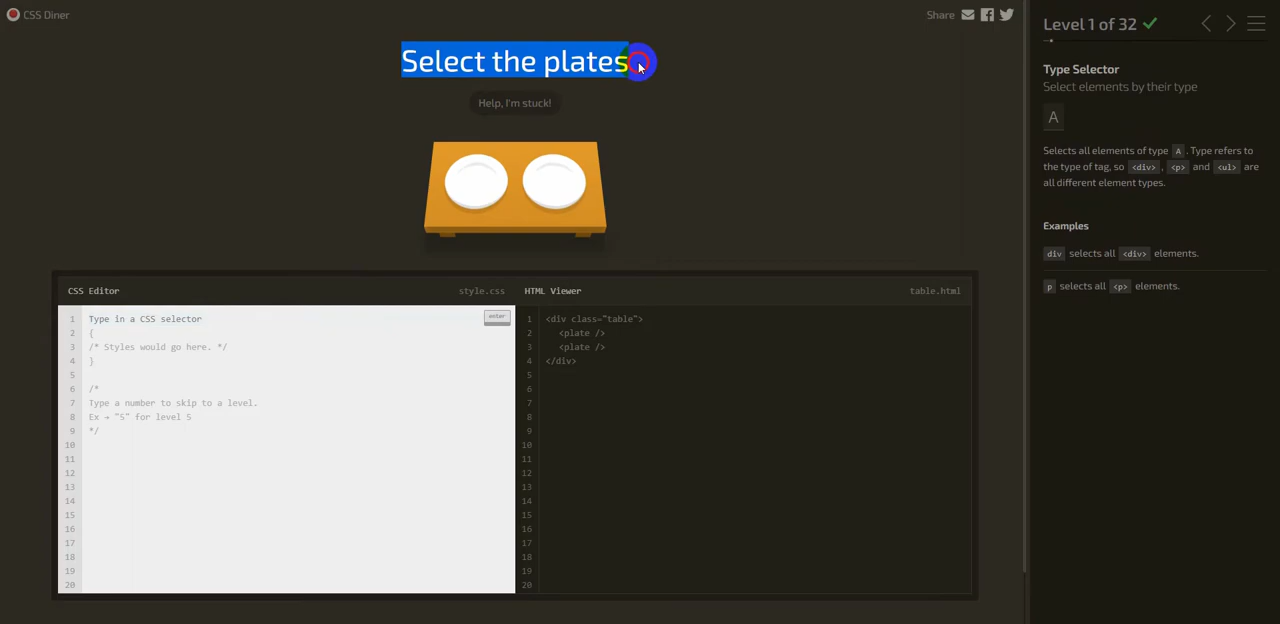 CSS Diner
Share
Select the plates
Help, I'm stuck!
CSS Editor
style.css
1 Type in a CSS selector
enter
2 {
3 /* Styles would go here. */
4 }
5
6 /*
7 Type a number to skip to a level.
8 Ex → "5" for level 5
9 */
10
11
12
13
14
15
16
17
18
19
20
HTML Viewer
table.html
1 <div class="table">
2 <plate />
3 <plate />
4 </div>
5
6
7
8
9
10
11
12
13
14
15
16
17
18
19
20
Level 1 of 32
Type Selector
Select elements by their type
A
Selects all elements of type A . Type refers to
the type of tag, so <div> , <p> and <ul> are
all different element types.
Examples
div selects all <div> elements.
p selects all <p> elements.